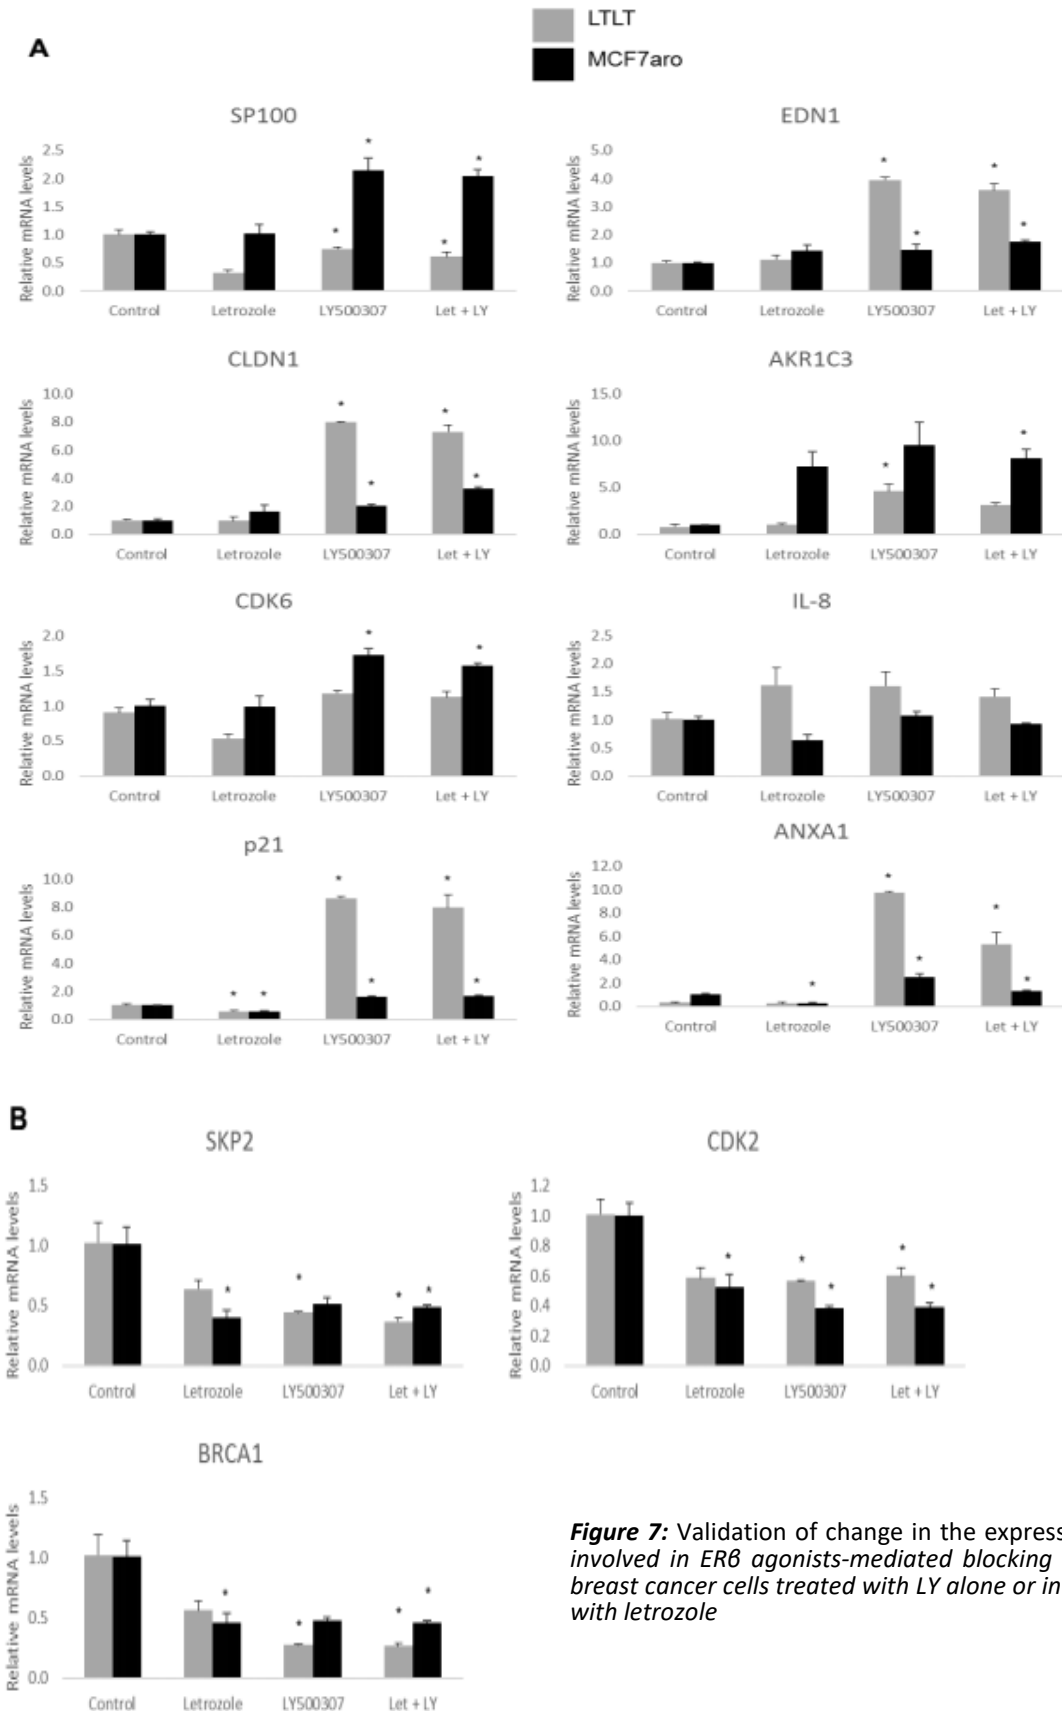 A
LTLT
MCF7aro
SP100
Relative mRNA levels
2.5
2.0
1.5
1.0
0.5
0.0
* * * *
Control Letrozole LY500307 Let + LY
EDN1
Relative mRNA levels
5.0
4.0
3.0
2.0
1.0
0.0
* * * *
Control Letrozole LY500307 Let + LY
CLDN1
Relative mRNA levels
10.0
8.0
6.0
4.0
2.0
0.0
* * * *
Control Letrozole LY500307 Let + LY
AKR1C3
Relative mRNA levels
15.0
10.0
5.0
0.0
* *
Control Letrozole LY500307 Let + LY
CDK6
Relative mRNA levels
2.0
1.5
1.0
0.5
0.0
* *
Control Letrozole LY500307 Let + LY
IL-8
Relative mRNA levels
2.5
2.0
1.5
1.0
0.5
0.0
Control Letrozole LY500307 Let + LY
p21
Relative mRNA levels
10.0
8.0
6.0
4.0
2.0
0.0
* * * * * *
Control Letrozole LY500307 Let + LY
ANXA1
Relative mRNA levels
12.0
10.0
8.0
6.0
4.0
2.0
0.0
* * * * *
Control Letrozole LY500307 Let + LY
B
SKP2
Relative mRNA levels
1.5
1.0
0.5
0.0
* * * *
Control Letrozole LY500307 Let + LY
CDK2
Relative mRNA levels
1.2
1.0
0.8
0.6
0.4
0.2
0.0
* * * * *
Control Letrozole LY500307 Let + LY
BRCA1
Relative mRNA levels
1.5
1.0
0.5
0.0
* * * *
Control Letrozole LY500307 Let + LY
Figure 7: Validation of change in the express
involved in ERβ agonists-mediated blocking
breast cancer cells treated with LY alone or in
with letrozole